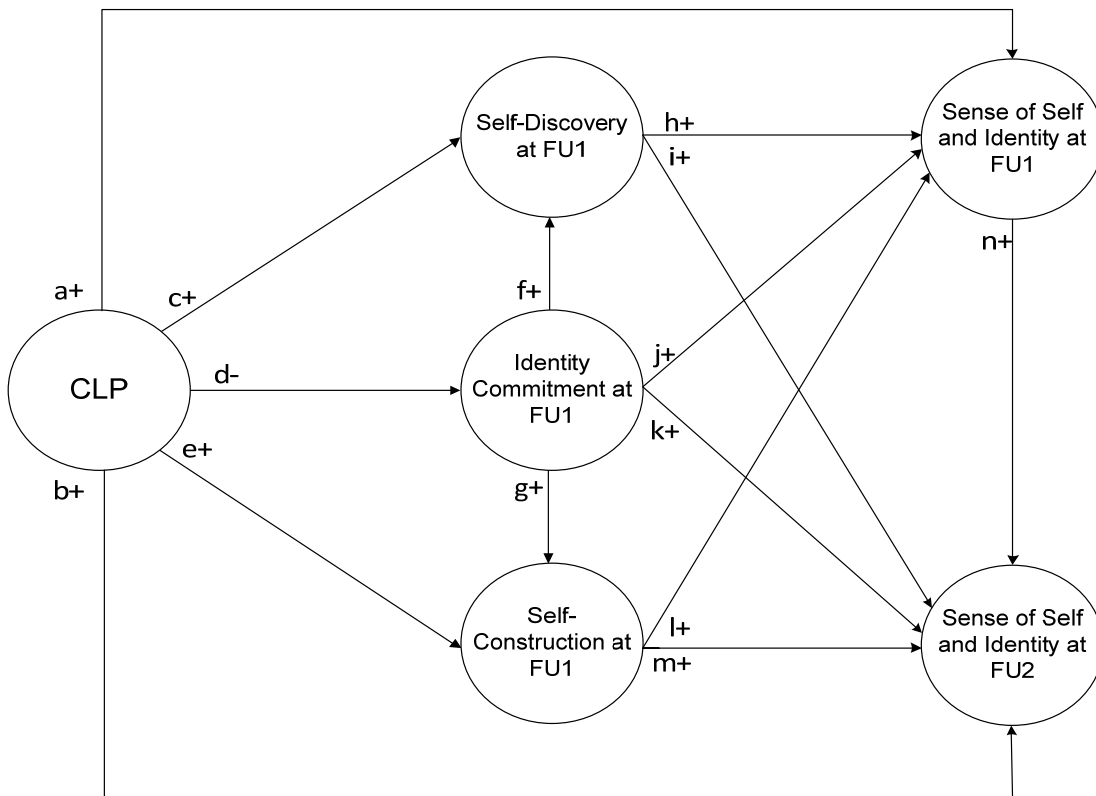 Self-Discovery
at FU1
h+
i+
Sense of Self
and Identity at
FU1
n+
a+
c+
f+
CLP
d-
Identity
Commitment at
FU1
j+
k+
e+
b+
g+
Self-
Construction at
FU1
l+
m+
Sense of Self
and Identity at
FU2